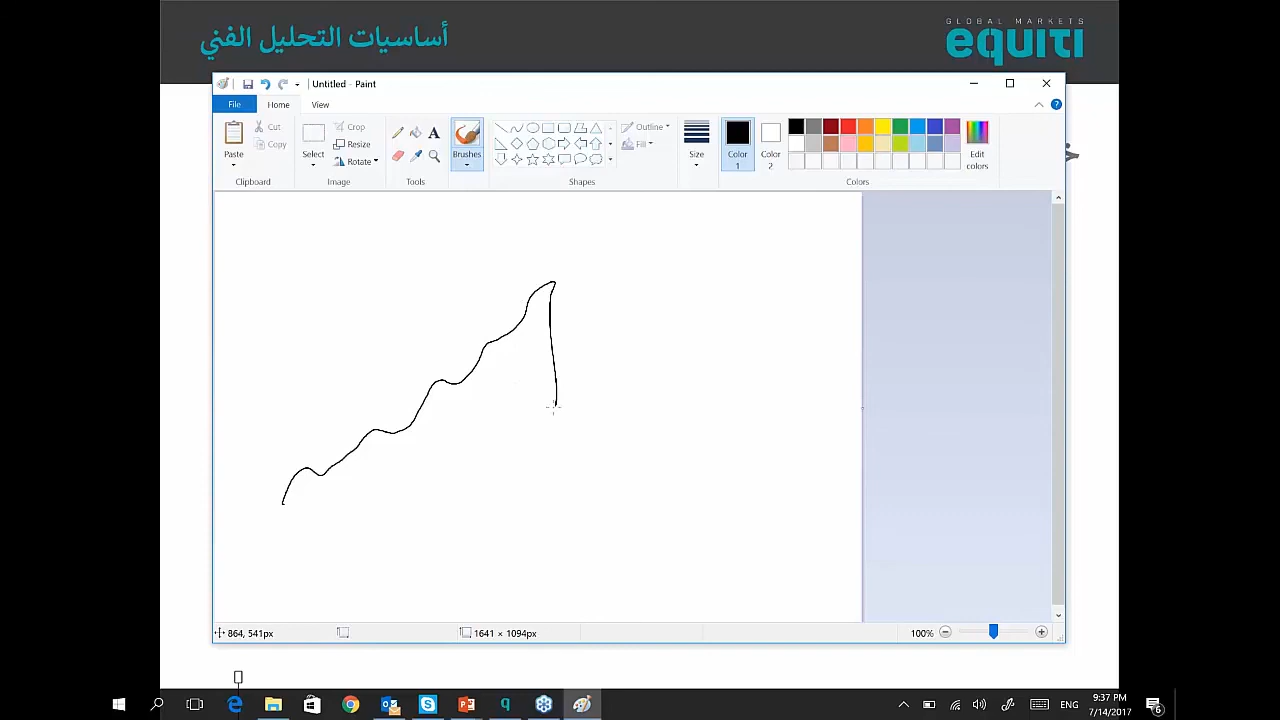 أساسيات التحليل الفني
GLOBAL MARKETS
equiti
Untitled - Paint
File Home View
Paste
Cut
Copy
Clipboard
Select
Crop
Resize
Rotate
Image
A
Tools
Brushes
Outline
Fill
Shapes
Size
Color 1
Color 2
Edit colors
Colors
864, 541px
1641 × 1094px
100%
ENG
9:37 PM
7/14/2017
6